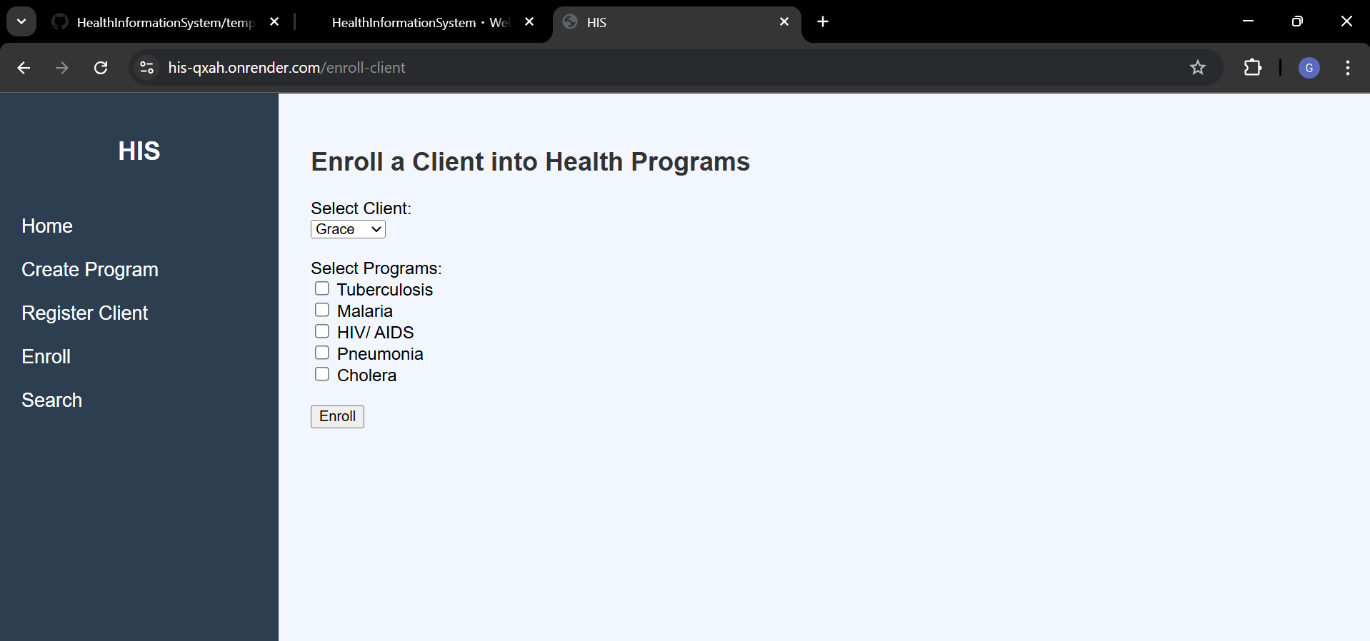 HealthInformationSystem/temp
HealthInformationSystem · We
HIS
his-qxah.onrender.com/enroll-client
G
HIS
Home
Create Program
Register Client
Enroll
Search
Enroll a Client into Health Programs
Select Client:
Grace
Select Programs:
Tuberculosis
Malaria
HIV/ AIDS
Pneumonia
Cholera
Enroll